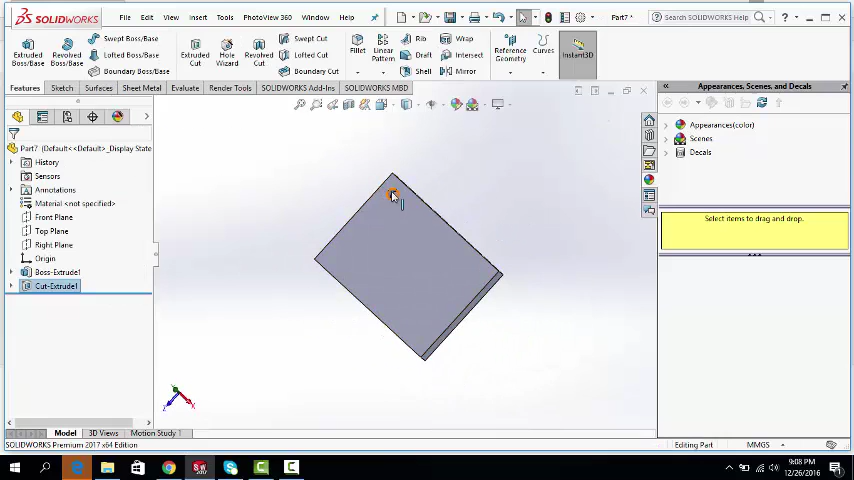 SOLIDWORKS File Edit View Insert Tools PhotoView 360 Window Help Part7 * Search SOLIDWORKS Help
Extruded Boss/Base Revolved Boss/Base Swept Boss/Base Lofted Boss/Base Boundary Boss/Base Extruded Cut Hole Wizard Revolved Cut Swept Cut Lofted Cut Boundary Cut Fillet Linear Pattern Rib Draft Shell Wrap Intersect Mirror Reference Geometry Curves Instant3D
Features Sketch Surfaces Sheet Metal Evaluate Render Tools SOLIDWORKS Add-Ins SOLIDWORKS MBD
Appearances, Scenes, and Decals
Part7 (Default<<Default>_Display State
History
Sensors
Annotations
Material <not specified>
Front Plane
Top Plane
Right Plane
Origin
Boss-Extrude1
Cut-Extrude1
Appearances(color)
Scenes
Decals
Select items to drag and drop.
Z X
Model 3D Views Motion Study 1
SOLIDWORKS Premium 2017 x64 Edition Editing Part MMGS
9:08 PM
12/26/2016